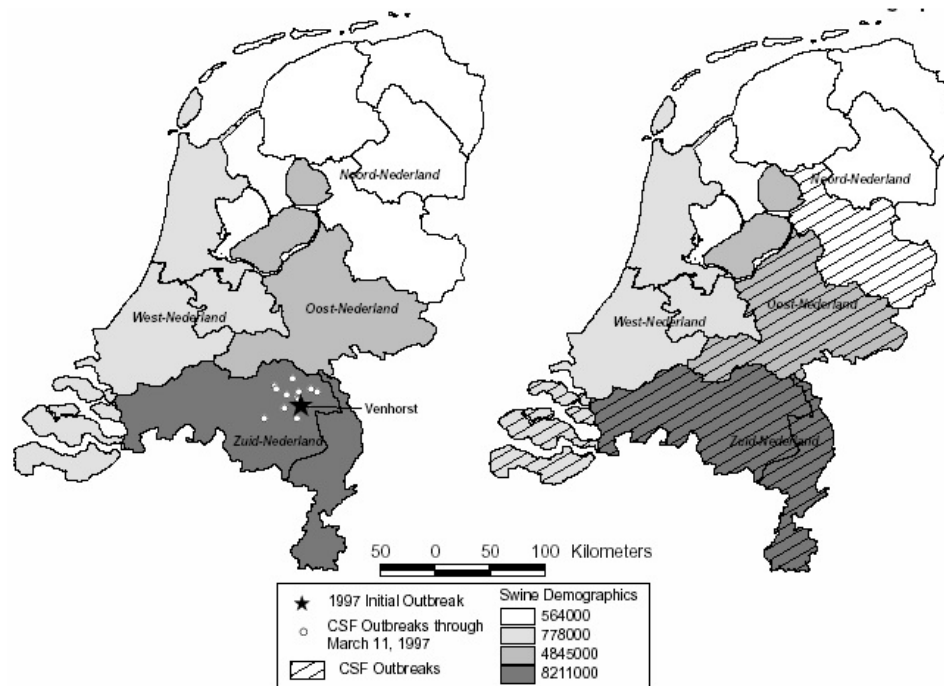 Noord-Nederland
Noord-Nederland
West-Nederland
Oost-Nederland
West-Nederland
Oost-Nederland
Venhorst
Zuid-Nederland
Zuid-Nederland
50 0 50 100 Kilometers
1997 Initial Outbreak
CSF Outbreaks through
March 11, 1997
CSF Outbreaks
Swine Demographics
564000
778000
4845000
8211000